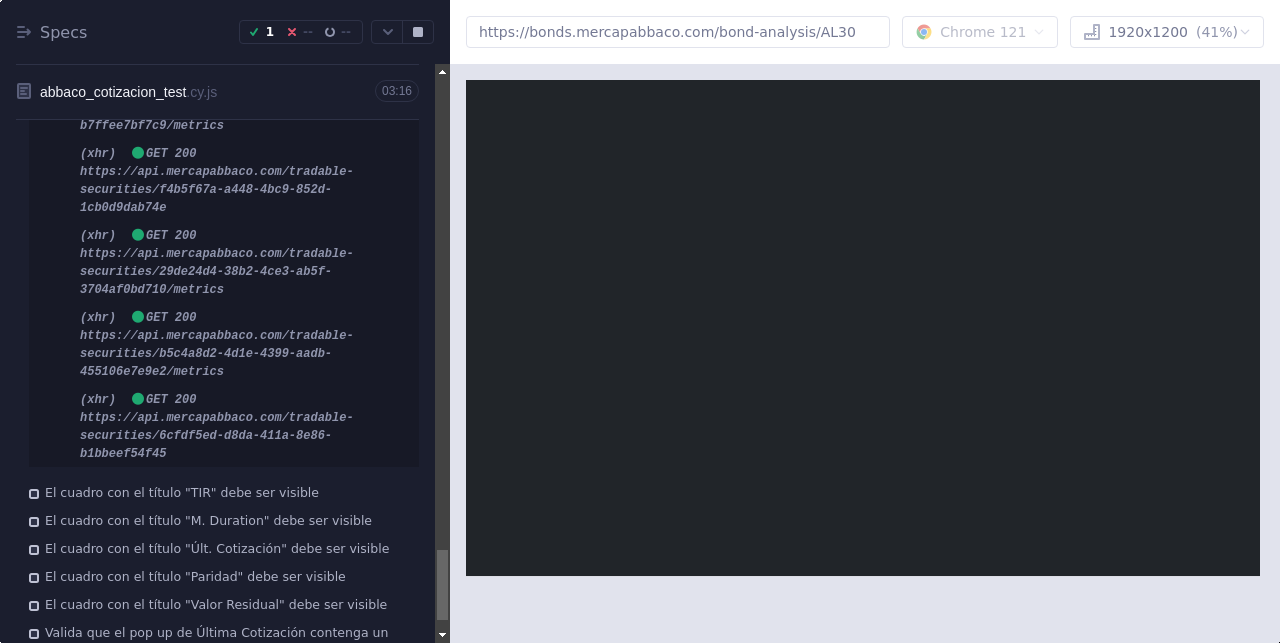 Specs
1
--
--
https://bonds.mercapabbaco.com/bond-analysis/AL30
Chrome 121
1920x1200 (41%)
abbaco_cotizacion_test.cy.js
03:16
b7ffee7bf7c9/metrics
(xhr) GET 200
https://api.mercapabbaco.com/tradable-
securities/f4b5f67a-a448-4bc9-852d-
1cb0d9dab74e
(xhr) GET 200
https://api.mercapabbaco.com/tradable-
securities/29de24d4-38b2-4ce3-ab5f-
3704af0bd710/metrics
(xhr) GET 200
https://api.mercapabbaco.com/tradable-
securities/b5c4a8d2-4d1e-4399-aadb-
455106e7e9e2/metrics
(xhr) GET 200
https://api.mercapabbaco.com/tradable-
securities/6cfdf5ed-d8da-411a-8e86-
b1bbeef54f45
El cuadro con el título "TIR" debe ser visible
El cuadro con el título "M. Duration" debe ser visible
El cuadro con el título "Últ. Cotización" debe ser visible
El cuadro con el título "Paridad" debe ser visible
El cuadro con el título "Valor Residual" debe ser visible
Valida que el pop up de Última Cotización contenga un